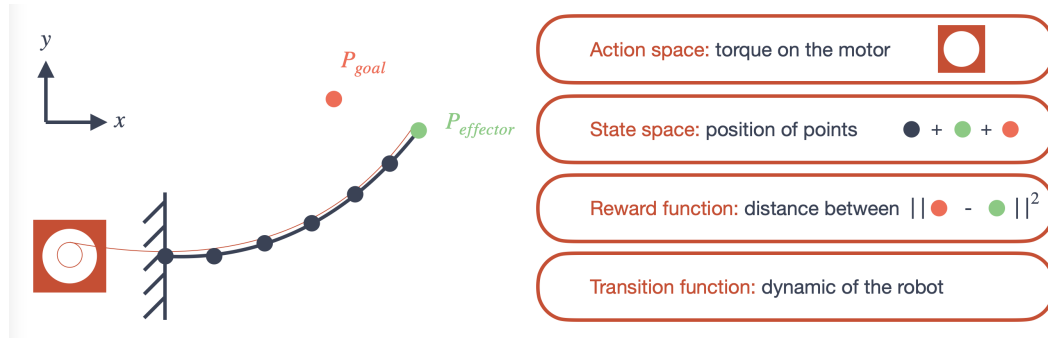 y
x
P_goal
P_effector
Action space: torque on the motor
State space: position of points + +
Reward function: distance between || - ||²
Transition function: dynamic of the robot